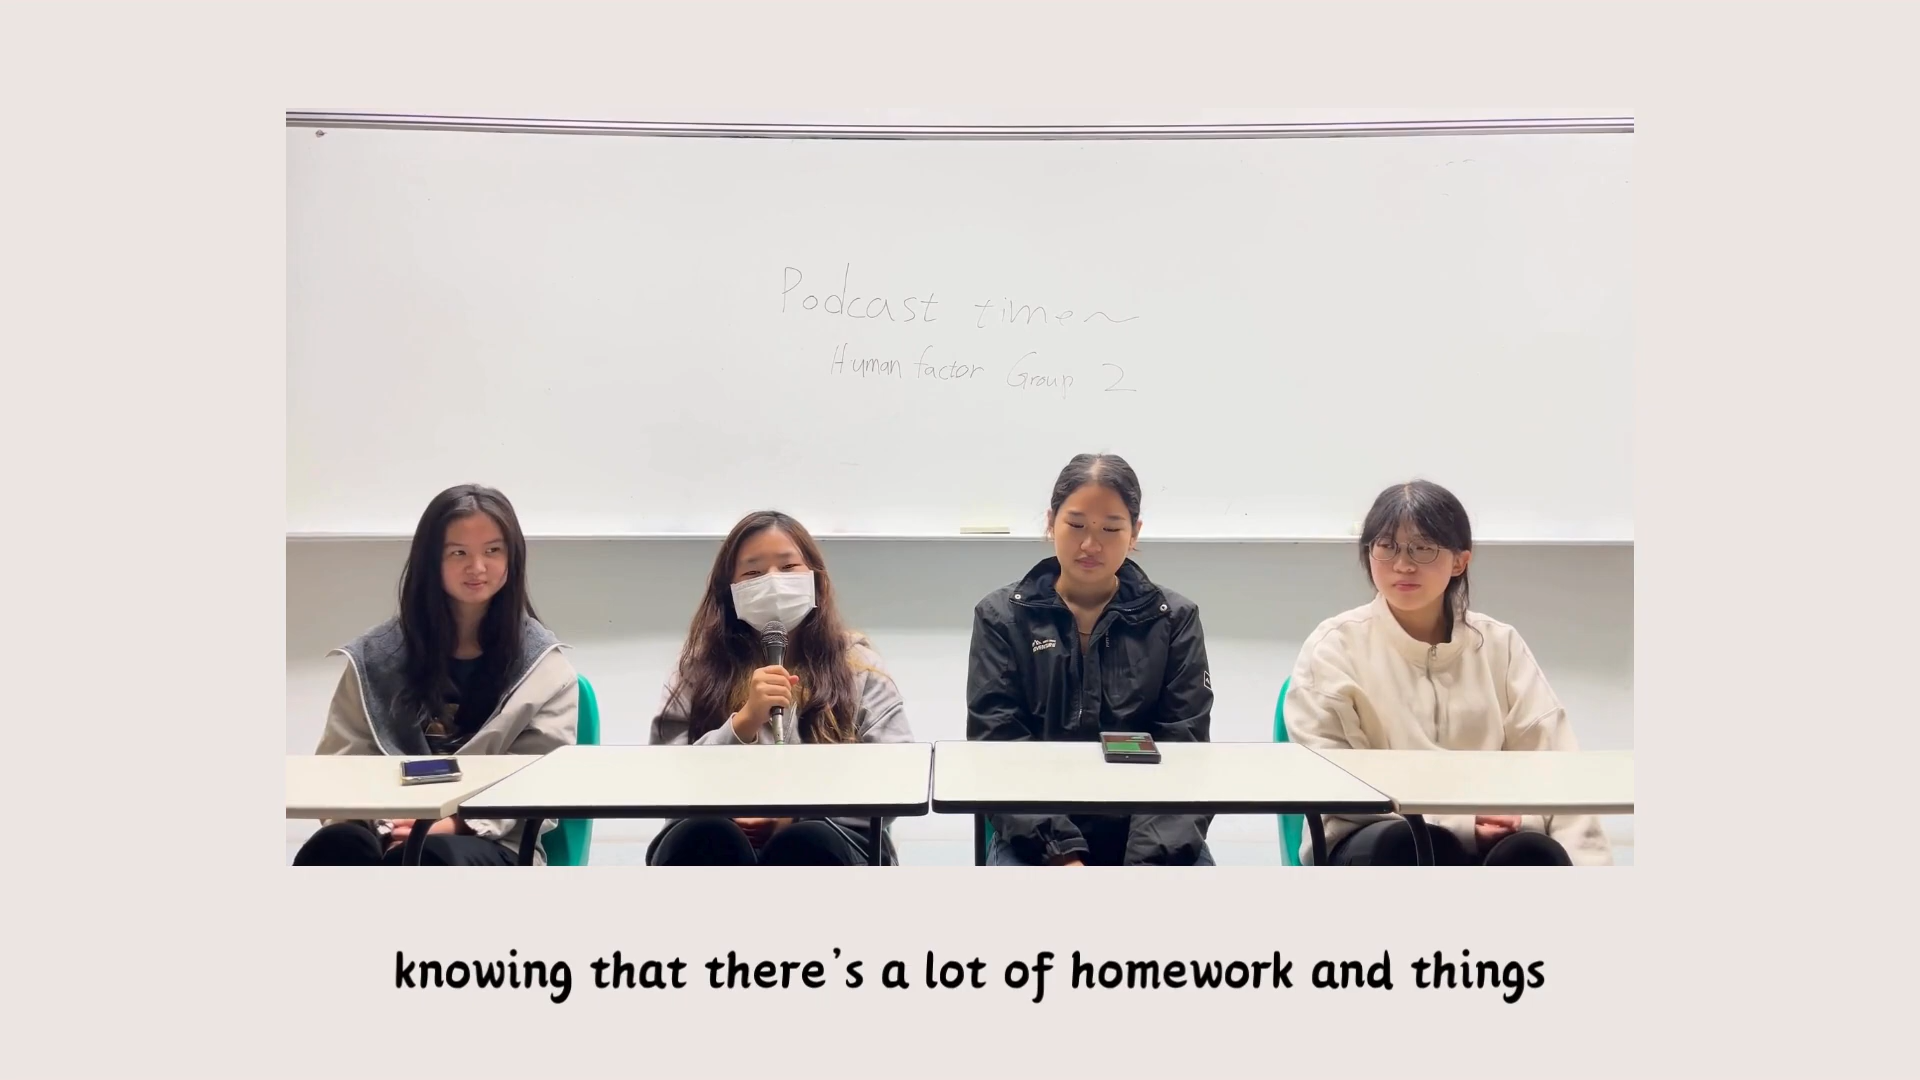 Podcast time~
Human factor Group 2
knowing that there's a lot of homework and things